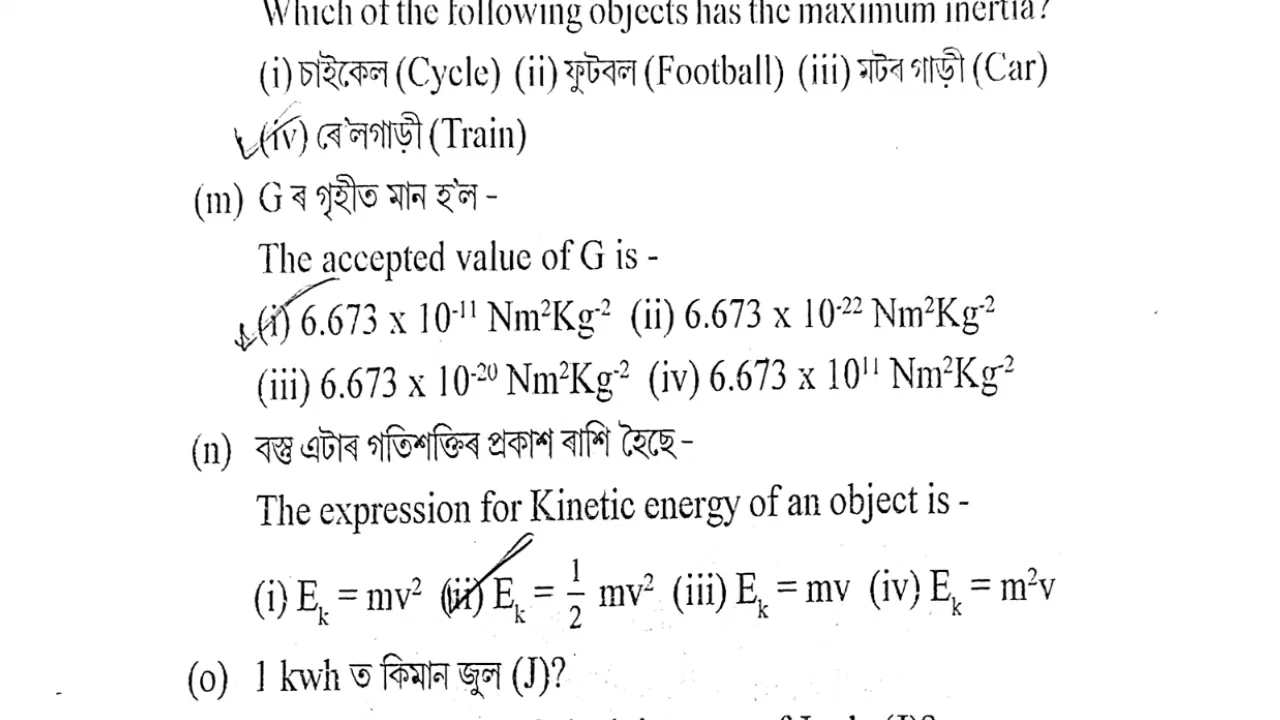 Which of the following objects has the maximum inertia?
(i) চাইকেল (Cycle) (ii) ফুটবল (Football) (iii) মটৰ গাড়ী (Car)
(iv) ৰে'লগাড়ী (Train)
(m) G ৰ গৃহীত মান হ'ল -
The accepted value of G is -
(i) 6.673 x 10⁻¹¹ Nm²Kg⁻² (ii) 6.673 x 10⁻²² Nm²Kg⁻²
(iii) 6.673 x 10⁻²⁰ Nm²Kg⁻² (iv) 6.673 x 10¹¹ Nm²Kg⁻²
(n) বস্তু এটাৰ গতিশক্তিৰ প্ৰকাশ ৰাশি হৈছে -
The expression for Kinetic energy of an object is -
(i) Eₖ = mv² (ii) Eₖ = 1/2 mv² (iii) Eₖ = mv (iv) Eₖ = m²v
(o) 1 kwh ত কিমান জুল (J)?